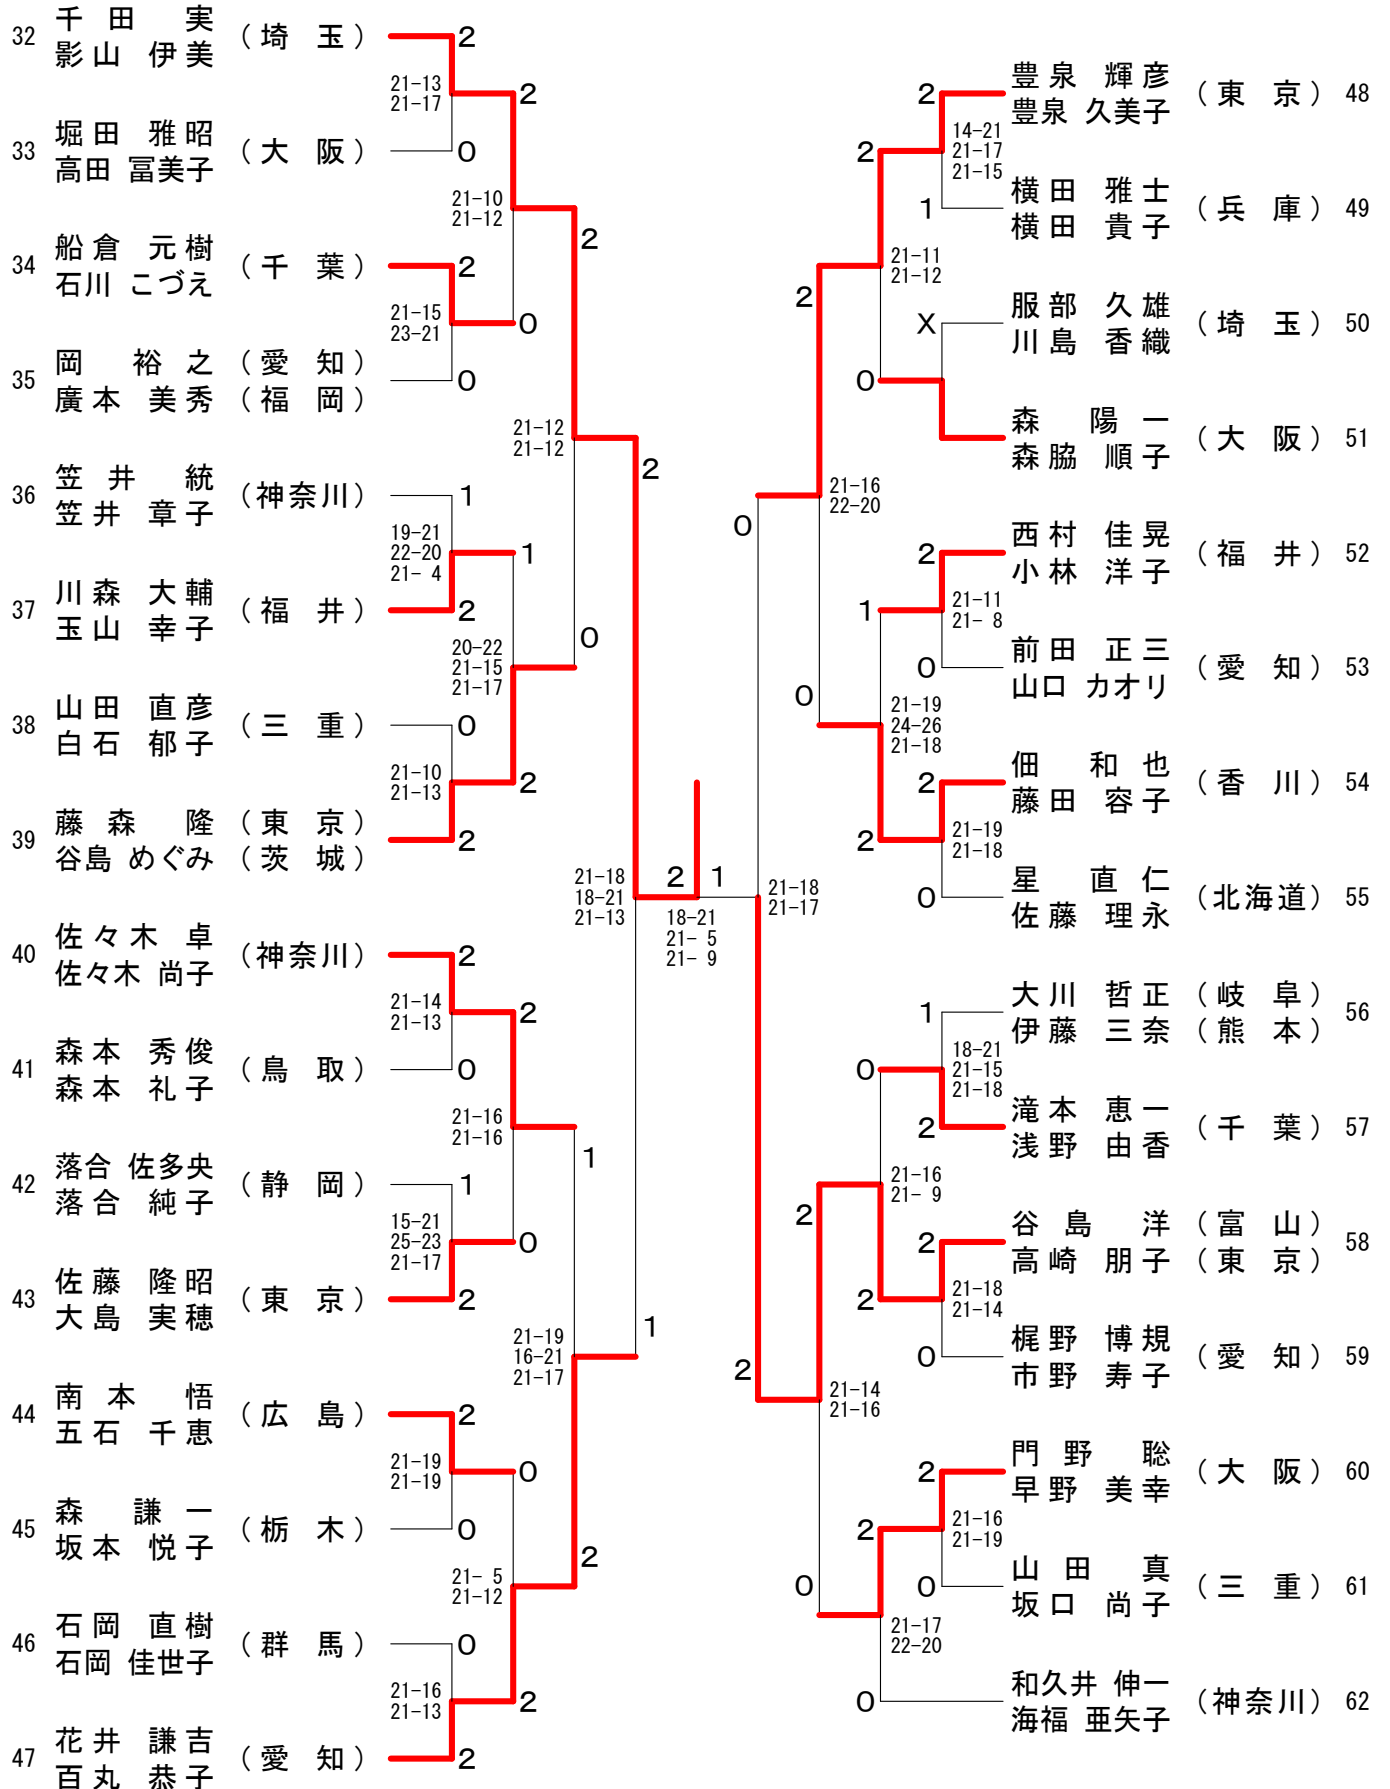 32 千田 実 (埼 玉) 2
影山 伊美
21-13
21-17
2
33 堀田 雅昭 (大 阪) 0
高田 冨美子
21-10
21-12
2
34 船倉 元樹 (千 葉) 2
石川 こづえ
21-15
23-21
0
35 岡 裕之 (愛 知) 0
廣本 美秀 (福 岡)
21-12
21-12
2
36 笠井 統 (神奈川) 1
笠井 章子
19-21
22-20
21- 4
1
37 川森 大輔 (福 井) 2
玉山 幸子
20-22
21-15
21-17
0
38 山田 直彦 (三 重) 0
白石 郁子
21-10
21-13
2
39 藤森 隆 (東 京) 2
谷島 めぐみ (茨 城)
21-18
18-21
21-13
2
1
18-21
21- 5
21- 9
40 佐々木 卓 (神奈川) 2
佐々木 尚子
21-14
21-13
2
41 森本 秀俊 (鳥 取) 0
森本 礼子
21-16
21-16
1
42 落合 佐多央 (静 岡) 1
落合 純子
15-21
25-23
21-17
0
43 佐藤 隆昭 (東 京) 2
大島 実穂
21-19
16-21
21-17
1
44 南本 悟 (広 島) 2
五石 千恵
21-19
21-19
0
45 森 謙一 (栃 木) 0
坂本 悦子
21- 5
21-12
2
46 石岡 直樹 (群 馬) 0
石岡 佳世子
21-16
21-13
2
47 花井 謙吉 (愛 知) 2
百丸 恭子
2 豊泉 輝彦 (東 京) 48
豊泉 久美子
2
14-21
21-17
21-15
1 横田 雅士 (兵 庫) 49
横田 貴子
2
21-11
21-12
X 服部 久雄 (埼 玉) 50
川島 香織
0
森 陽一 (大 阪) 51
森脇 順子
0
21-16
22-20
2 西村 佳晃 (福 井) 52
小林 洋子
1
21-11
21- 8
0 前田 正三 (愛 知) 53
山口 カオリ
0
21-19
24-26
21-18
2 佃 和也 (香 川) 54
藤田 容子
2
21-19
21-18
0 星 直仁 (北海道) 55
佐藤 理永
21-18
21-17
1 大川 哲正 (岐 阜) 56
伊藤 三奈 (熊 本)
0
18-21
21-15
21-18
2 滝本 恵一 (千 葉) 57
浅野 由香
2
21-16
21- 9
2 谷島 洋 (富 山) 58
高崎 朋子 (東 京)
2
21-18
21-14
0 梶野 博規 (愛 知) 59
市野 寿子
2
21-14
21-16
2 門野 聡 (大 阪) 60
早野 美幸
2
21-16
21-19
0 山田 真 (三 重) 61
坂口 尚子
0
21-17
22-20
0 和久井 伸一 (神奈川) 62
海福 亜矢子